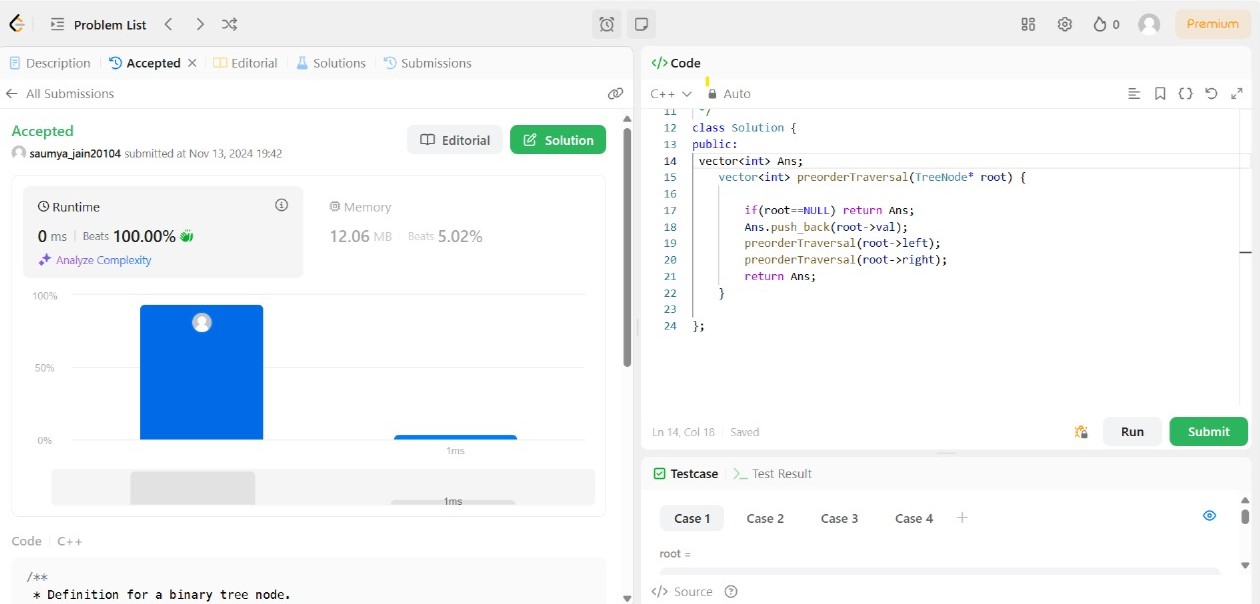 Problem List
0
Premium
Description
Accepted
Editorial
Solutions
Submissions
All Submissions
Accepted
saumya_jain20104 submitted at Nov 13, 2024 19:42
Editorial
Solution
Runtime
0 ms | Beats 100.00%
Analyze Complexity
Memory
12.06 MB Beats 5.02%
100%
50%
0%
1ms
1ms
Code | C++
/**
* Definition for a binary tree node.
</> Code
C++
Auto
11 */
12 class Solution {
13 public:
14 vector<int> Ans;
15 vector<int> preorderTraversal(TreeNode* root) {
16
17 if(root==NULL) return Ans;
18 Ans.push_back(root->val);
19 preorderTraversal(root->left);
20 preorderTraversal(root->right);
21 return Ans;
22 }
23
24 };
Ln 14, Col 18 | Saved
Run
Submit
Testcase
>_ Test Result
Case 1
Case 2
Case 3
Case 4
+
root =
</> Source